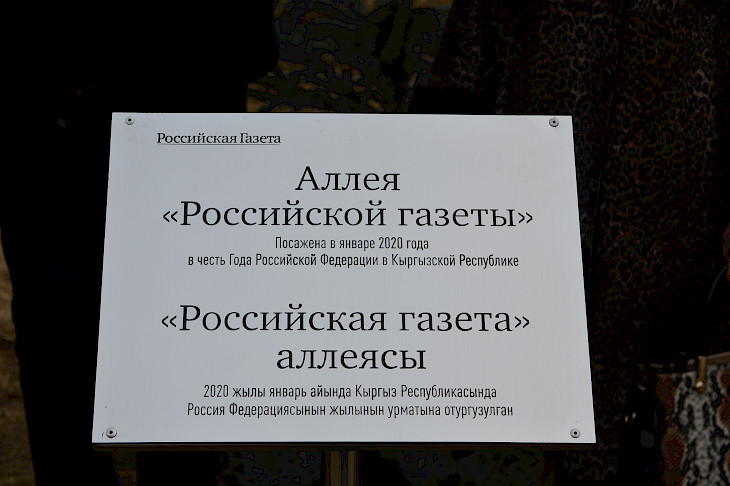 Российская Газета
Аллея
«Российской газеты»
Посажена в январе 2020 года
в честь Года Российской Федерации в Кыргызской Республике
«Российская газета»
аллеясы
2020 жылы январь айында Кыргыз Республикасында
Россия Федерациясынын жылынын урматына отургузулган